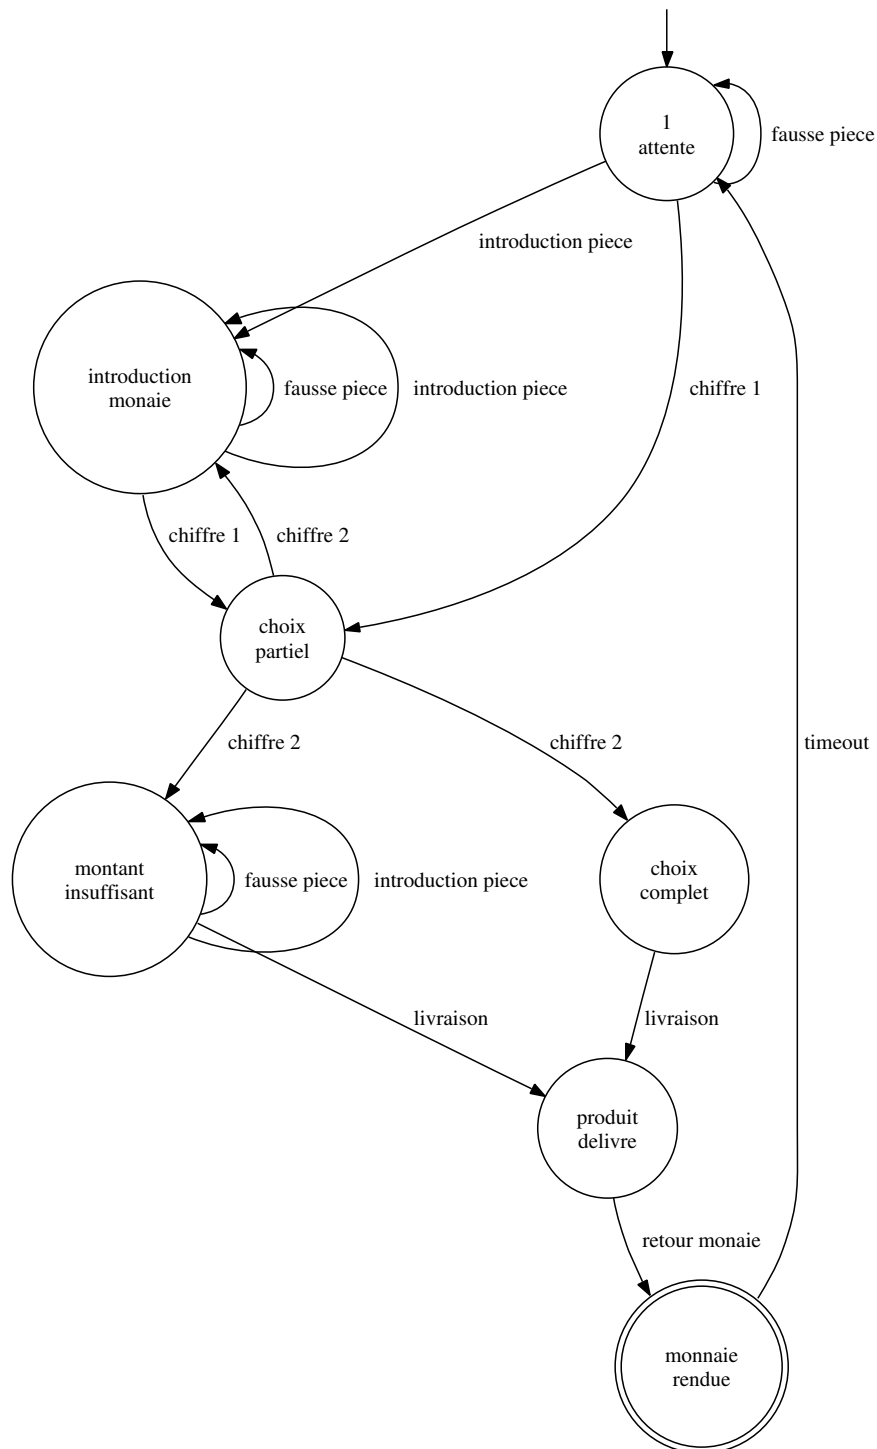 1
attente
fausse piece
introduction piece
introduction
monaie
fausse piece
introduction piece
chiffre 1
chiffre 1
chiffre 2
choix
partiel
chiffre 2
chiffre 2
timeout
montant
insuffisant
fausse piece
introduction piece
choix
complet
livraison
livraison
produit
delivre
retour monaie
monnaie
rendue